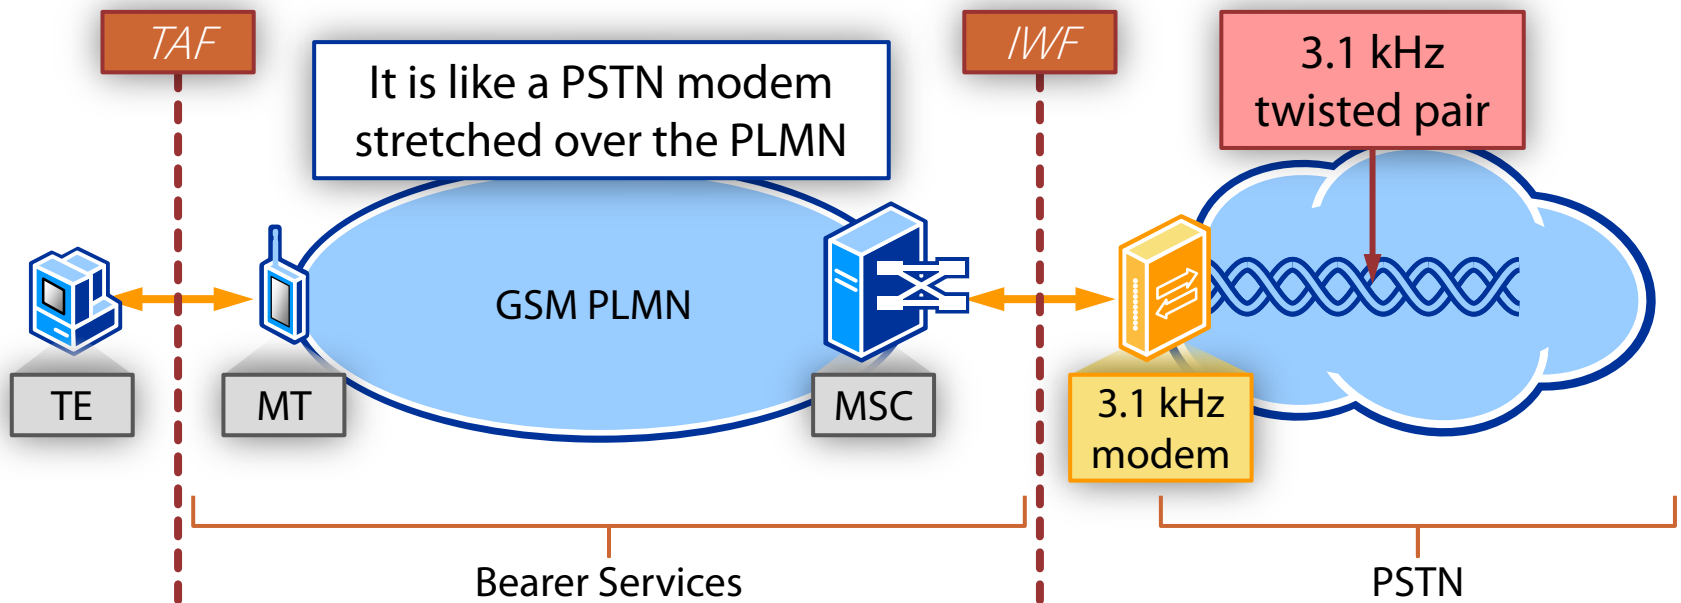 TAF
It is like a PSTN modem
stretched over the PLMN
IWF
3.1 kHz
twisted pair
GSM PLMN
TE
MT
MSC
3.1 kHz
modem
Bearer Services
PSTN